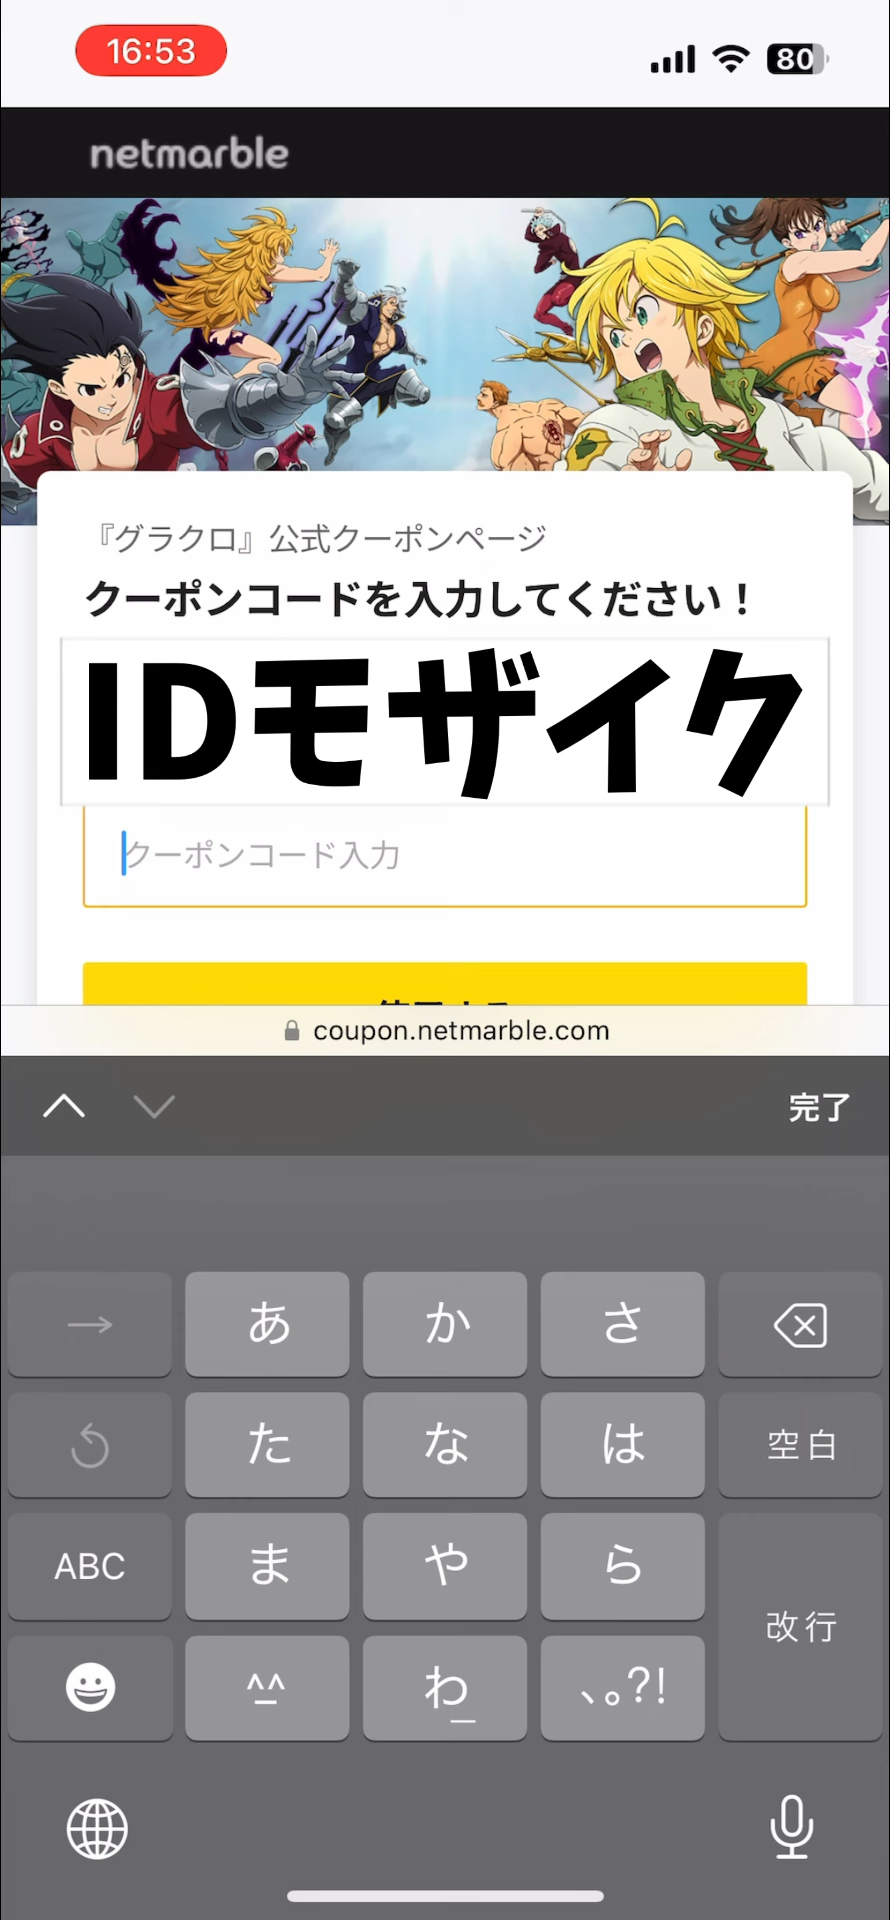 16:53
80
netmarble
『グラクロ』公式クーポンページ
クーポンコードを入力してください！
IDモザイク
クーポンコード入力
coupon.netmarble.com
完了
→ あ か さ
た な は 空白
ABC ま や ら
改行
^^ わ 、。?!